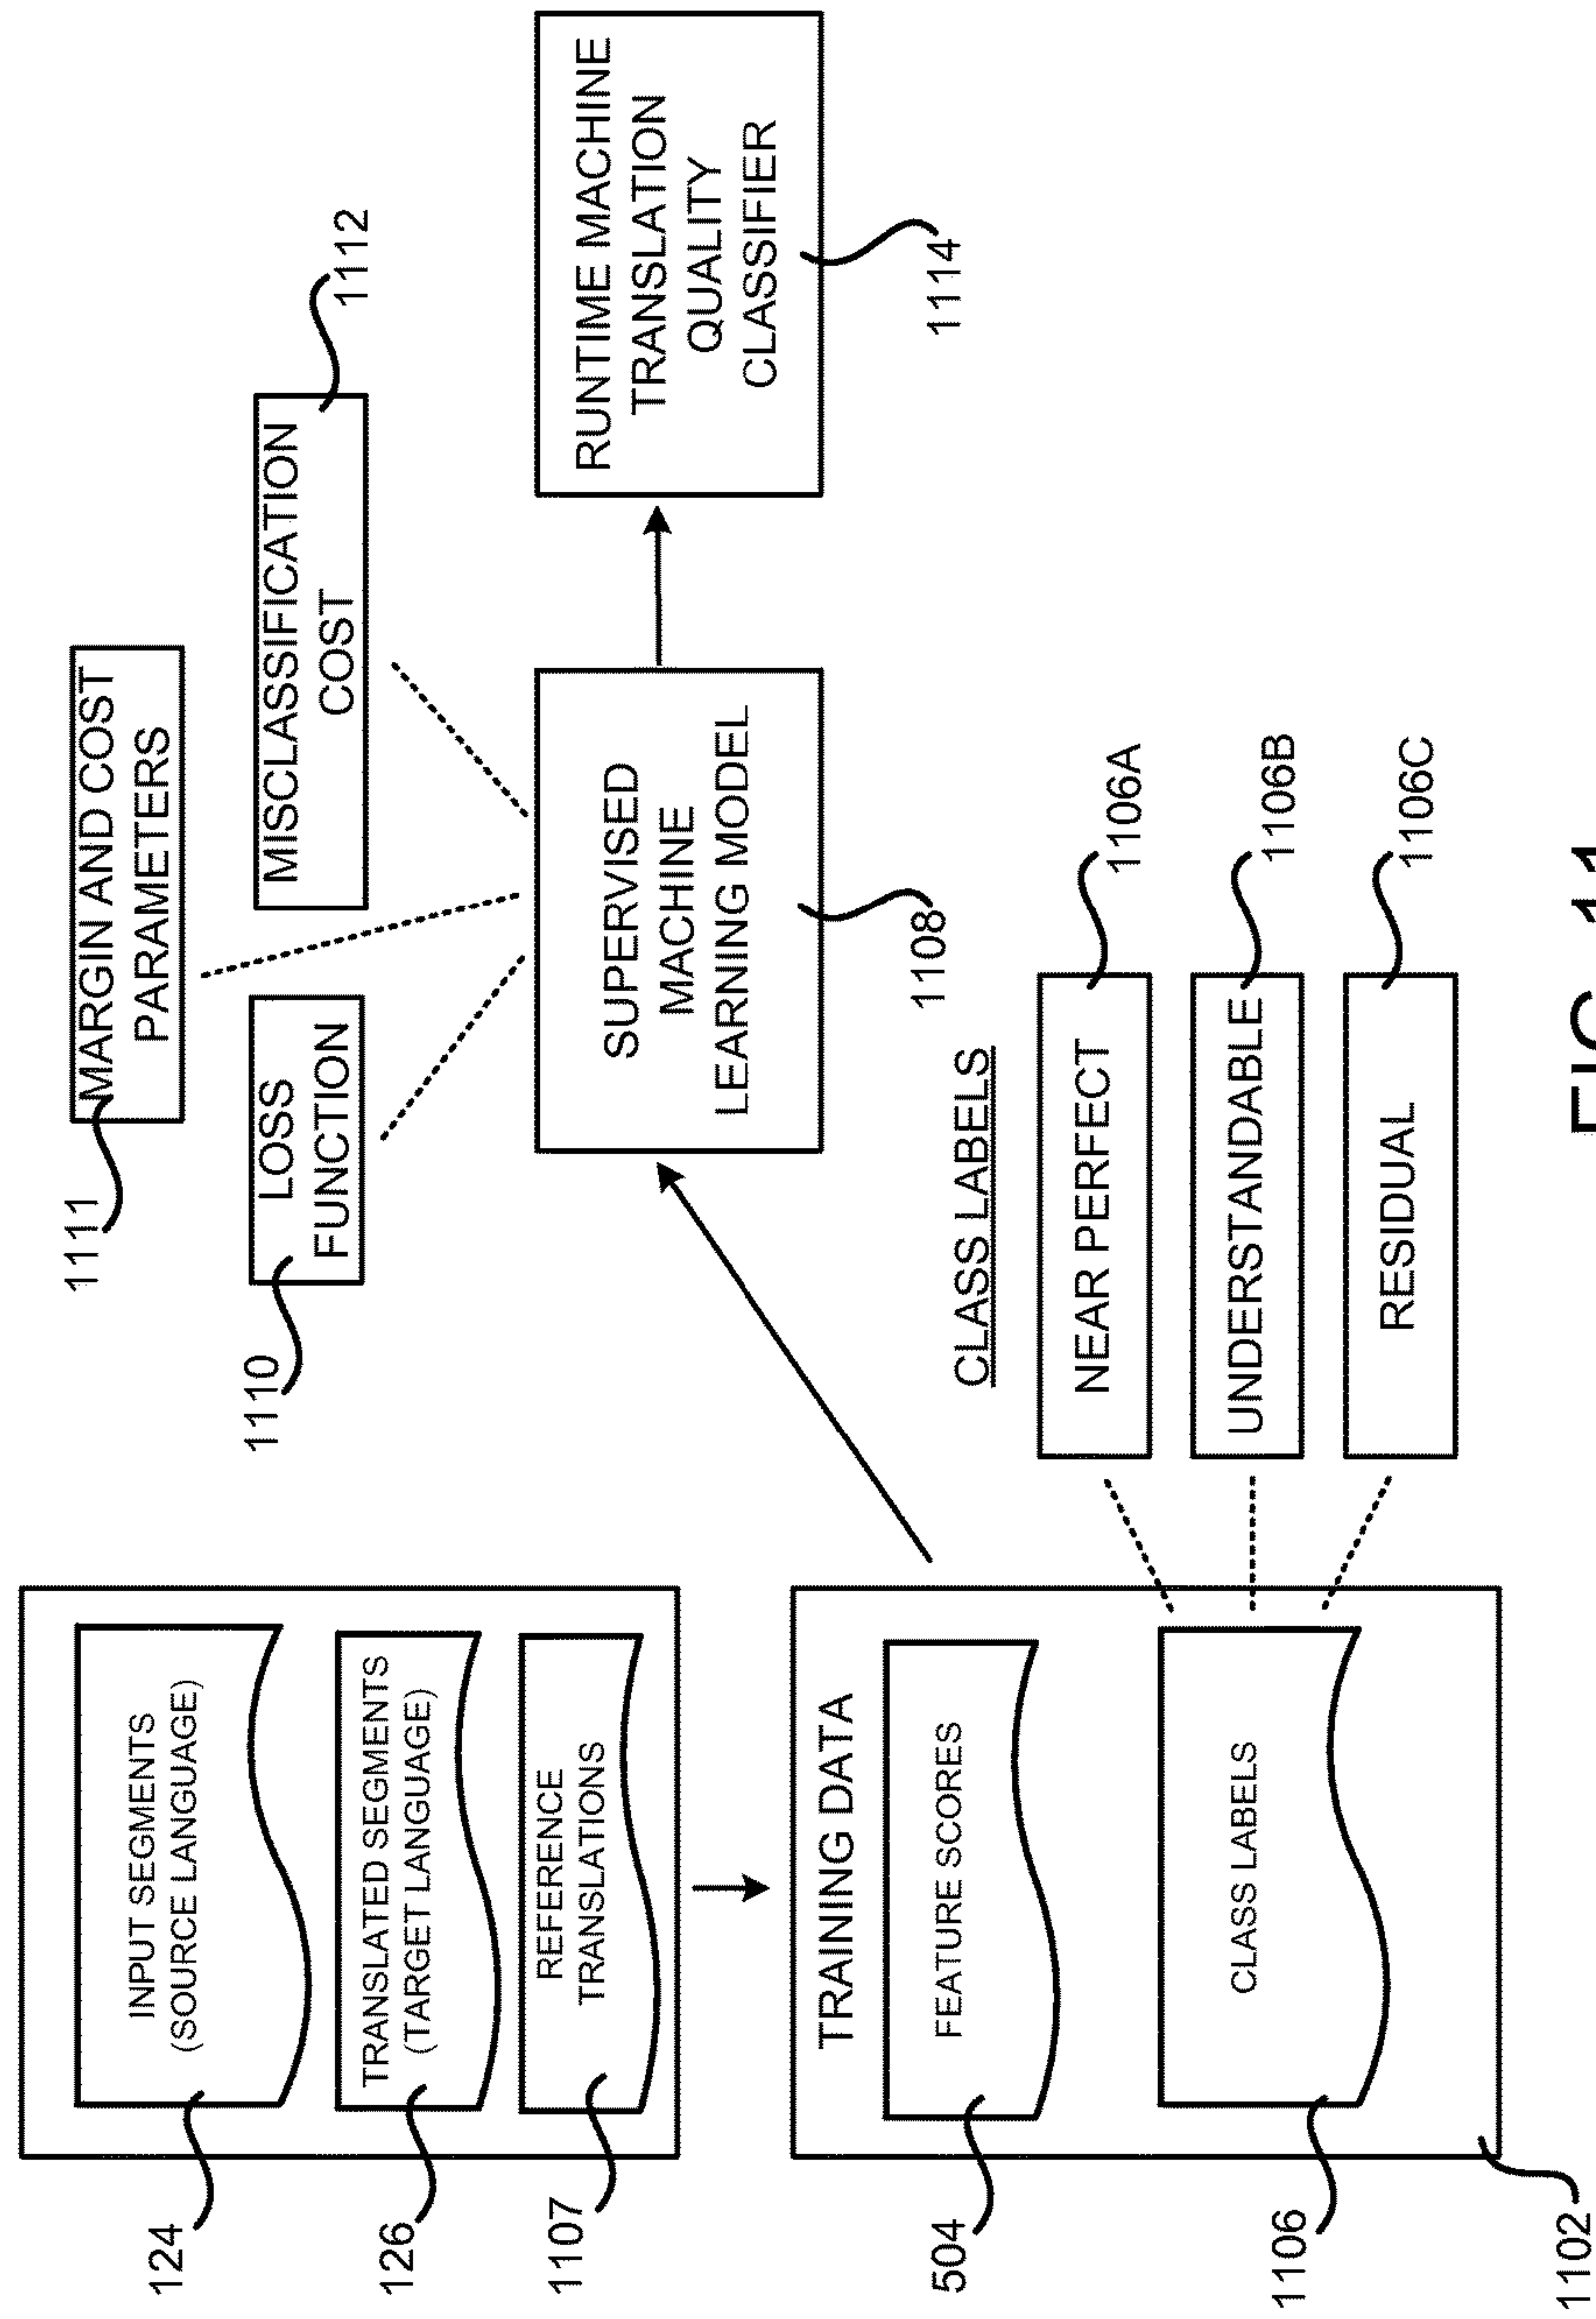 124
INPUT SEGMENTS
(SOURCE LANGUAGE)
126
TRANSLATED SEGMENTS
(TARGET LANGUAGE)
1107
REFERENCE
TRANSLATIONS
TRAINING DATA
504
FEATURE SCORES
1106
CLASS LABELS
1102
1111
MARGIN AND COST
PARAMETERS
1110
LOSS
FUNCTION
MISCLASSIFICATION
COST
1112
SUPERVISED
MACHINE
LEARNING MODEL
1108
RUNTIME MACHINE
TRANSLATION
QUALITY
CLASSIFIER
1114
CLASS LABELS
NEAR PERFECT
1106A
UNDERSTANDABLE
1106B
RESIDUAL
1106C
FIG. 11